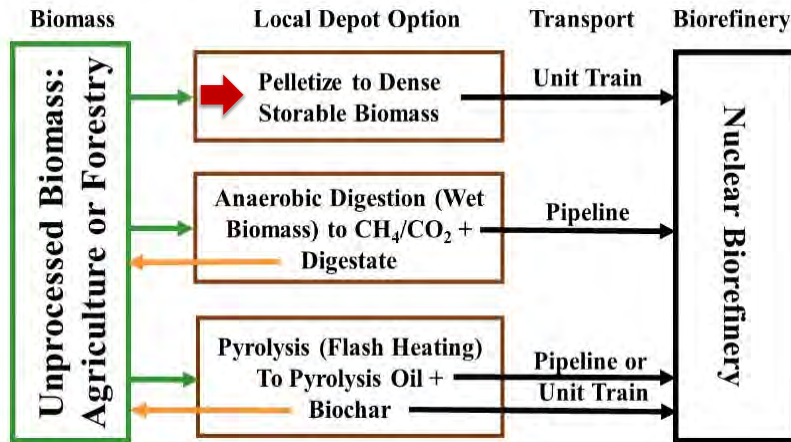 Biomass
Local Depot Option
Transport
Biorefinery
Unprocessed Biomass:
Agriculture or Forestry
Pelletize to Dense
Storable Biomass
Unit Train
Anaerobic Digestion (Wet
Biomass) to CH₄/CO₂ +
Digestate
Pipeline
Pyrolysis (Flash Heating)
To Pyrolysis Oil +
Biochar
Pipeline or
Unit Train
Nuclear Biorefinery